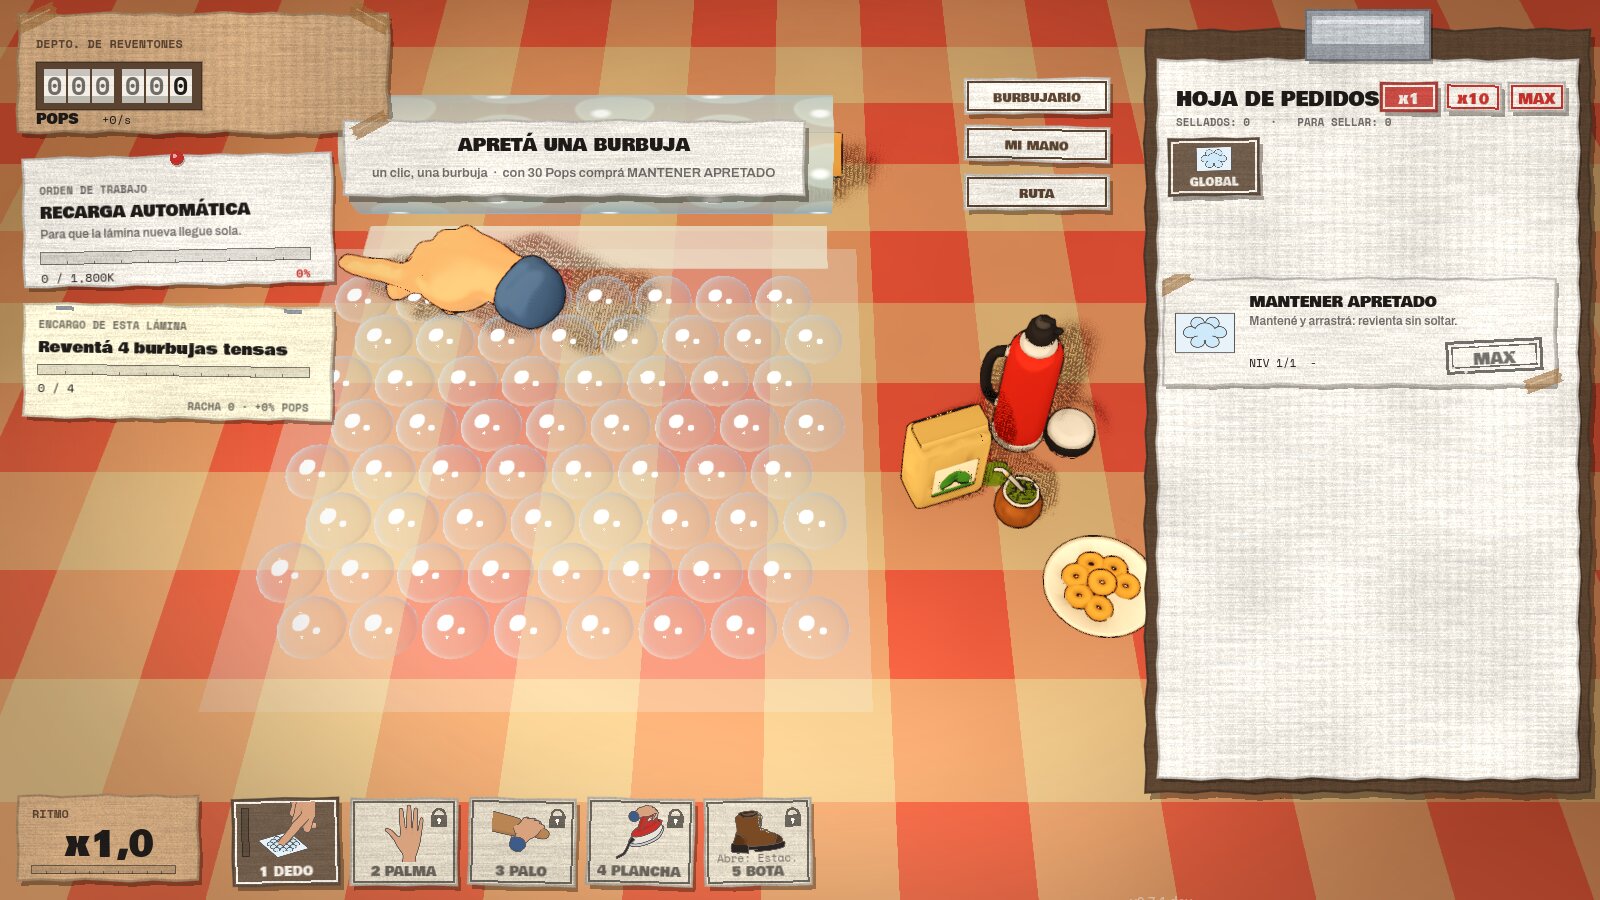 DEPTO. DE REVENTONES
000 000
POPS +0/s
ORDEN DE TRABAJO
RECARGA AUTOMÁTICA
Para que la lámina nueva llegue sola.
0 / 1.800K 0%
ENCARGO DE ESTA LÁMINA
Reventá 4 burbujas tensas
0 / 4
RACHA 0 · +0% POPS
APRETÁ UNA BURBUJA
un clic, una burbuja · con 30 Pops comprá MANTENER APRETADO
BURBUJARIO
MI MANO
RUTA
HOJA DE PEDIDOS x1 x10 MAX
SELLADOS: 0 · PARA SELLAR: 0
GLOBAL
MANTENER APRETADO
Mantené y arrastrá: revienta sin soltar.
NIV 1/1 -
MAX
RITMO
x1,0
1 DEDO
2 PALMA
3 PALO
4 PLANCHA
Abre: Estac.
5 BOTA